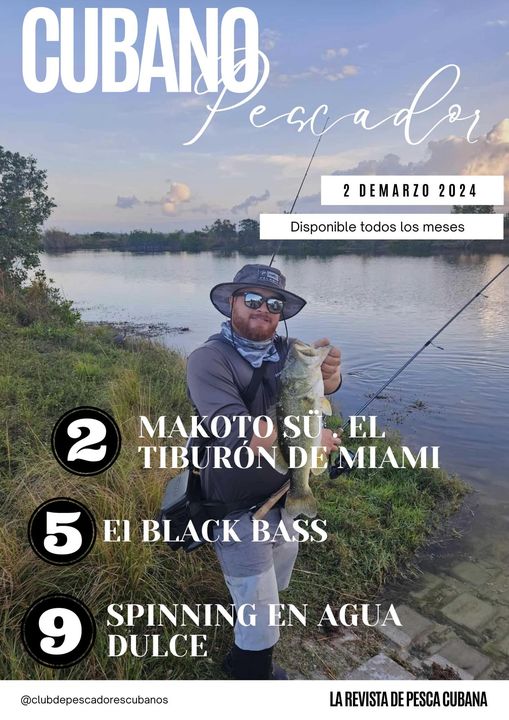 CUBANO
Pescador
2 DEMARZO 2024
Disponible todos los meses
2 MAKOTO SÜ, EL
TIBURÓN DE MIAMI
5 El BLACK BASS
9 SPINNING EN AGUA
DULCE
@clubdepescadorescubanos
LA REVISTA DE PESCA CUBANA